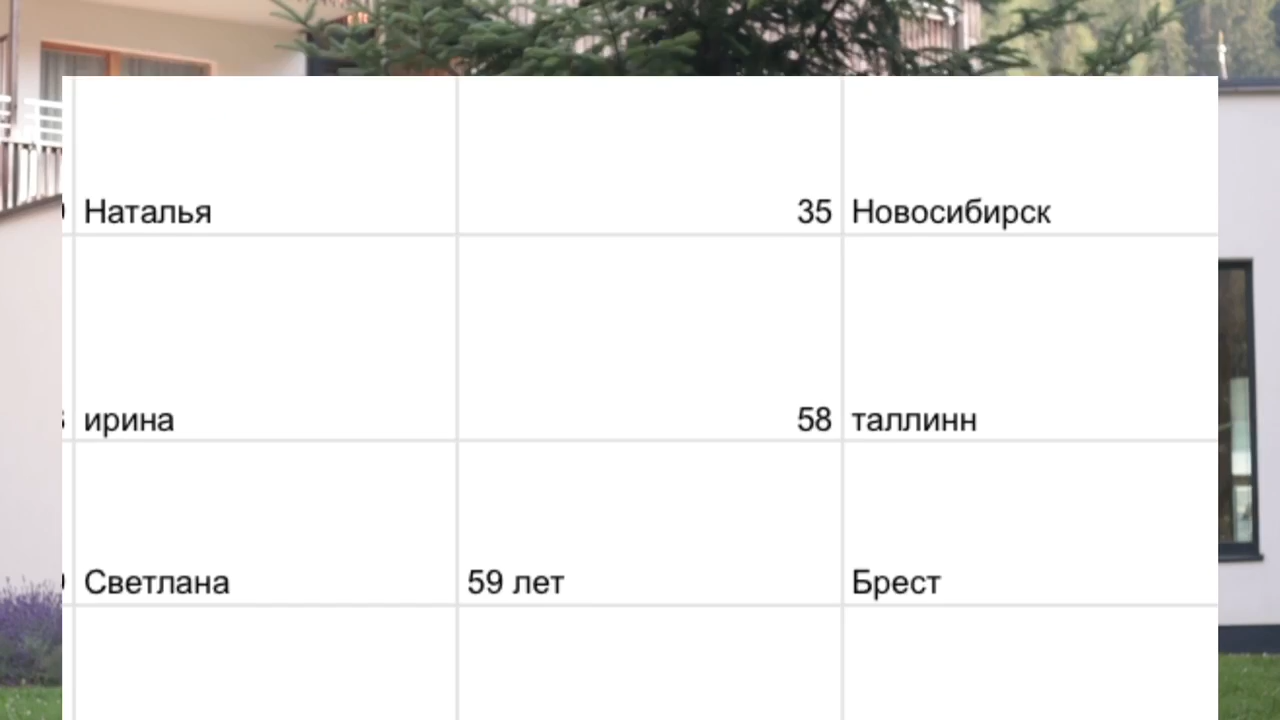 Наталья 35 Новосибирск
ирина 58 таллинн
Светлана 59 лет Брест